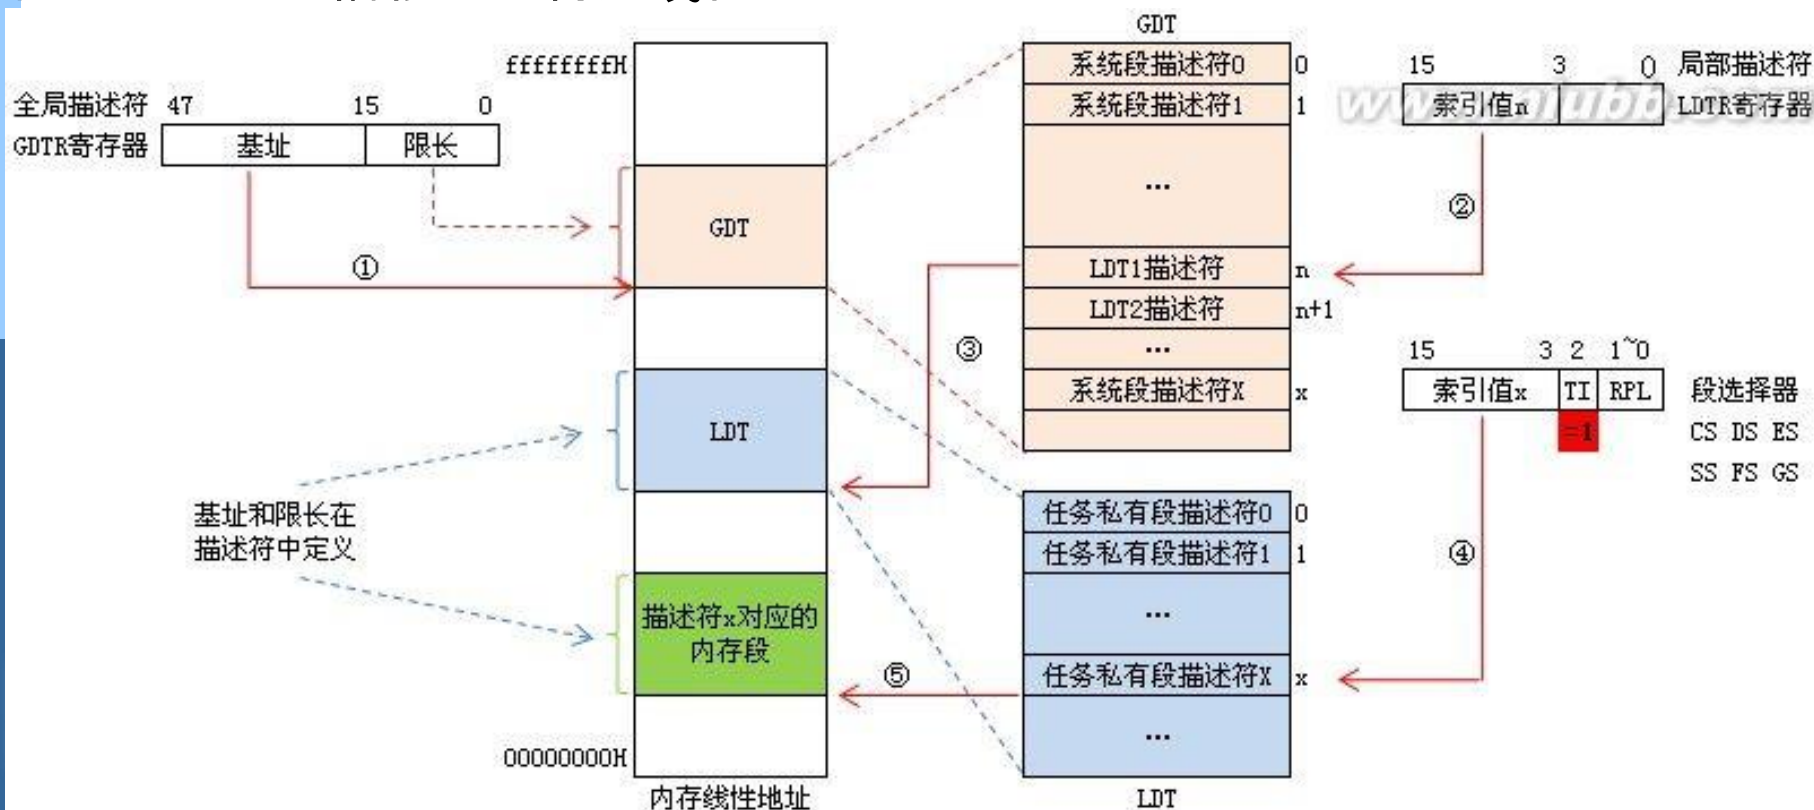 全局描述符
GDTR寄存器
47 15 0
基址 限长
①
ffffffffH
GDT
LDT
描述符x对应的
内存段
00000000H
内存线性地址
基址和限长在
描述符中定义
GDT
系统段描述符0 0
系统段描述符1 1
...
LDT1描述符 n
LDT2描述符 n+1
...
系统段描述符X x
③
任务私有段描述符0 0
任务私有段描述符1 1
...
任务私有段描述符X x
...
LDT
⑤
15 3 0 局部描述符
索引值n LDTR寄存器
②
15 3 2 1~0
索引值x TI RPL 段选择器
=1 CS DS ES
SS FS GS
④